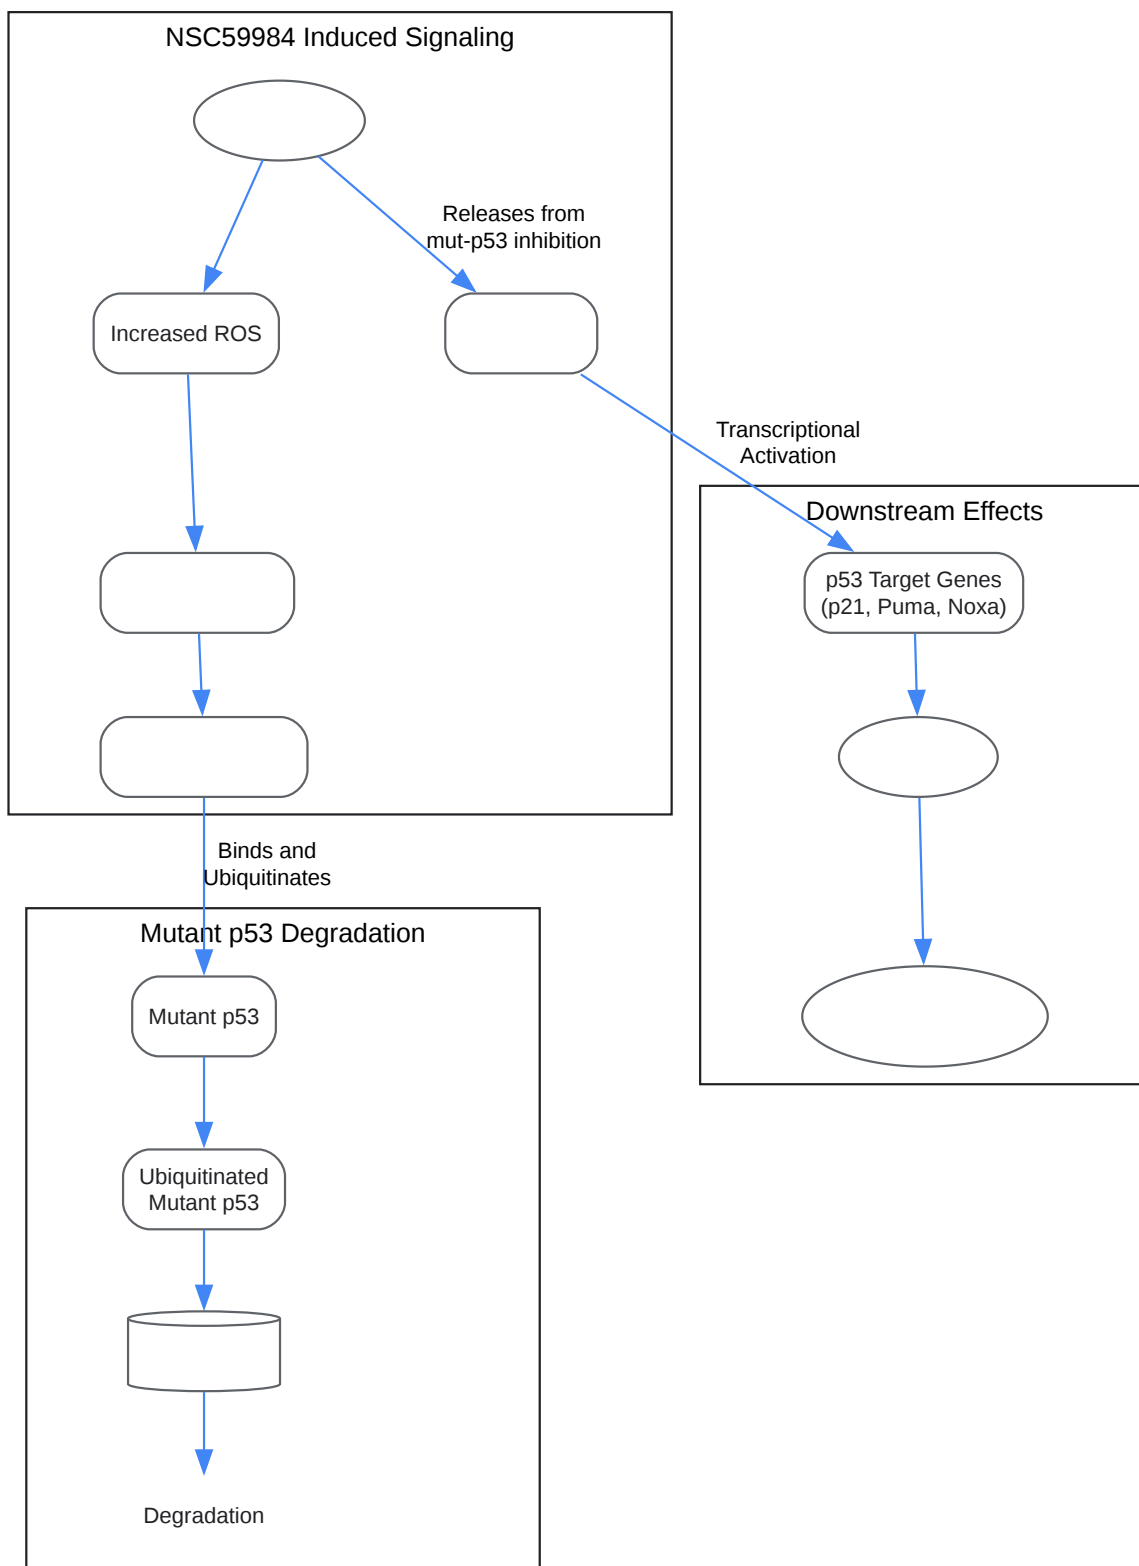 NSC59984 Induced Signaling
Releases from
mut-p53 inhibition
Increased ROS
Transcriptional
Activation
Downstream Effects
p53 Target Genes
(p21, Puma, Noxa)
Binds and
Ubiquitinates
Mutant p53 Degradation
Mutant p53
Ubiquitinated
Mutant p53
Degradation